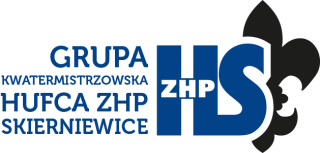 GRUPA
KWATERMISTRZOWSKA
HUFCA ZHP
SKIERNIEWICE
HS
ZHP